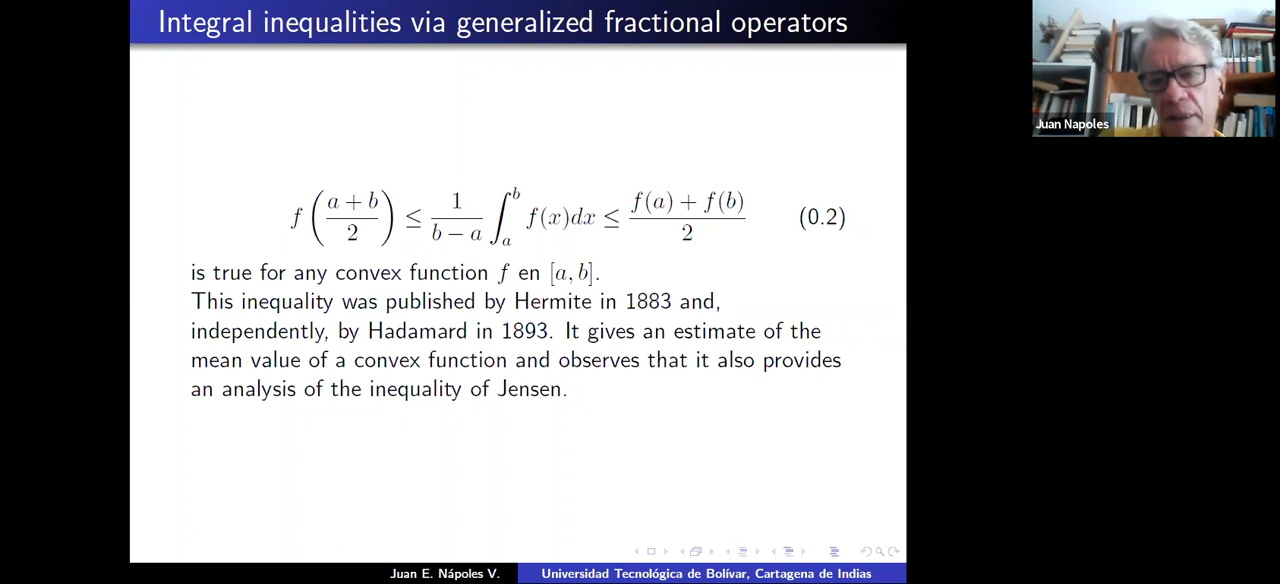 Integral inequalities via generalized fractional operators
Juan Napoles
f ( (a + b)/2 ) ≤ 1/(b − a) ∫_a^b f(x)dx ≤ (f(a) + f(b))/2 (0.2)
is true for any convex function f en [a, b].
This inequality was published by Hermite in 1883 and,
independently, by Hadamard in 1893. It gives an estimate of the
mean value of a convex function and observes that it also provides
an analysis of the inequality of Jensen.
Juan E. Nápoles V. Universidad Tecnológica de Bolívar, Cartagena de Indias